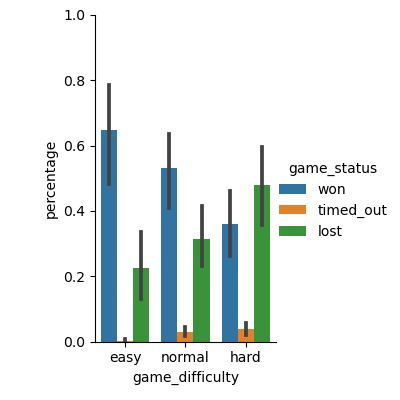 1.0
0.8
0.6
0.4
0.2
0.0
percentage
easy normal hard
game_difficulty
game_status
won
timed_out
lost